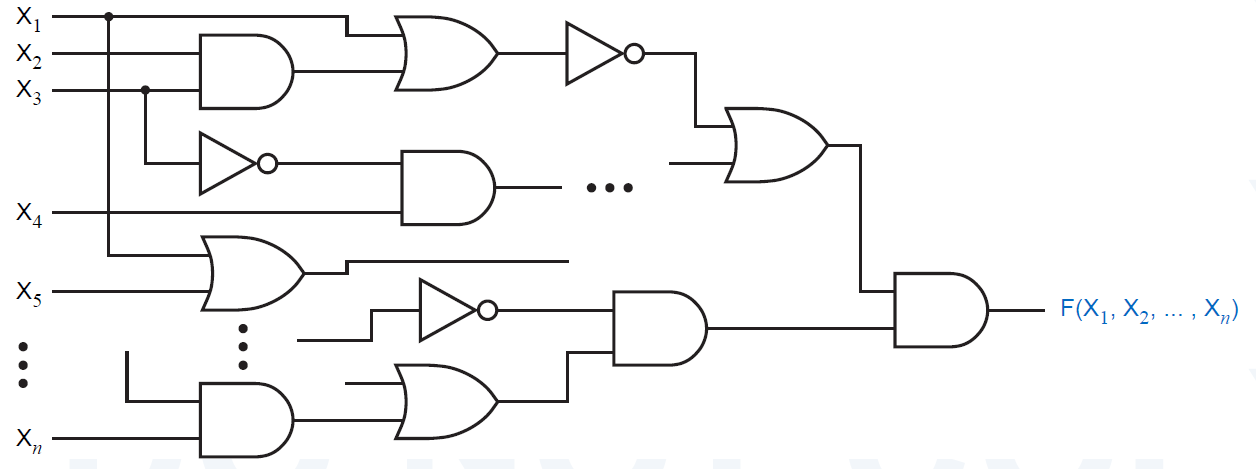 X1
X2
X3
X4
X5
Xn
F(X1, X2, ... , Xn)